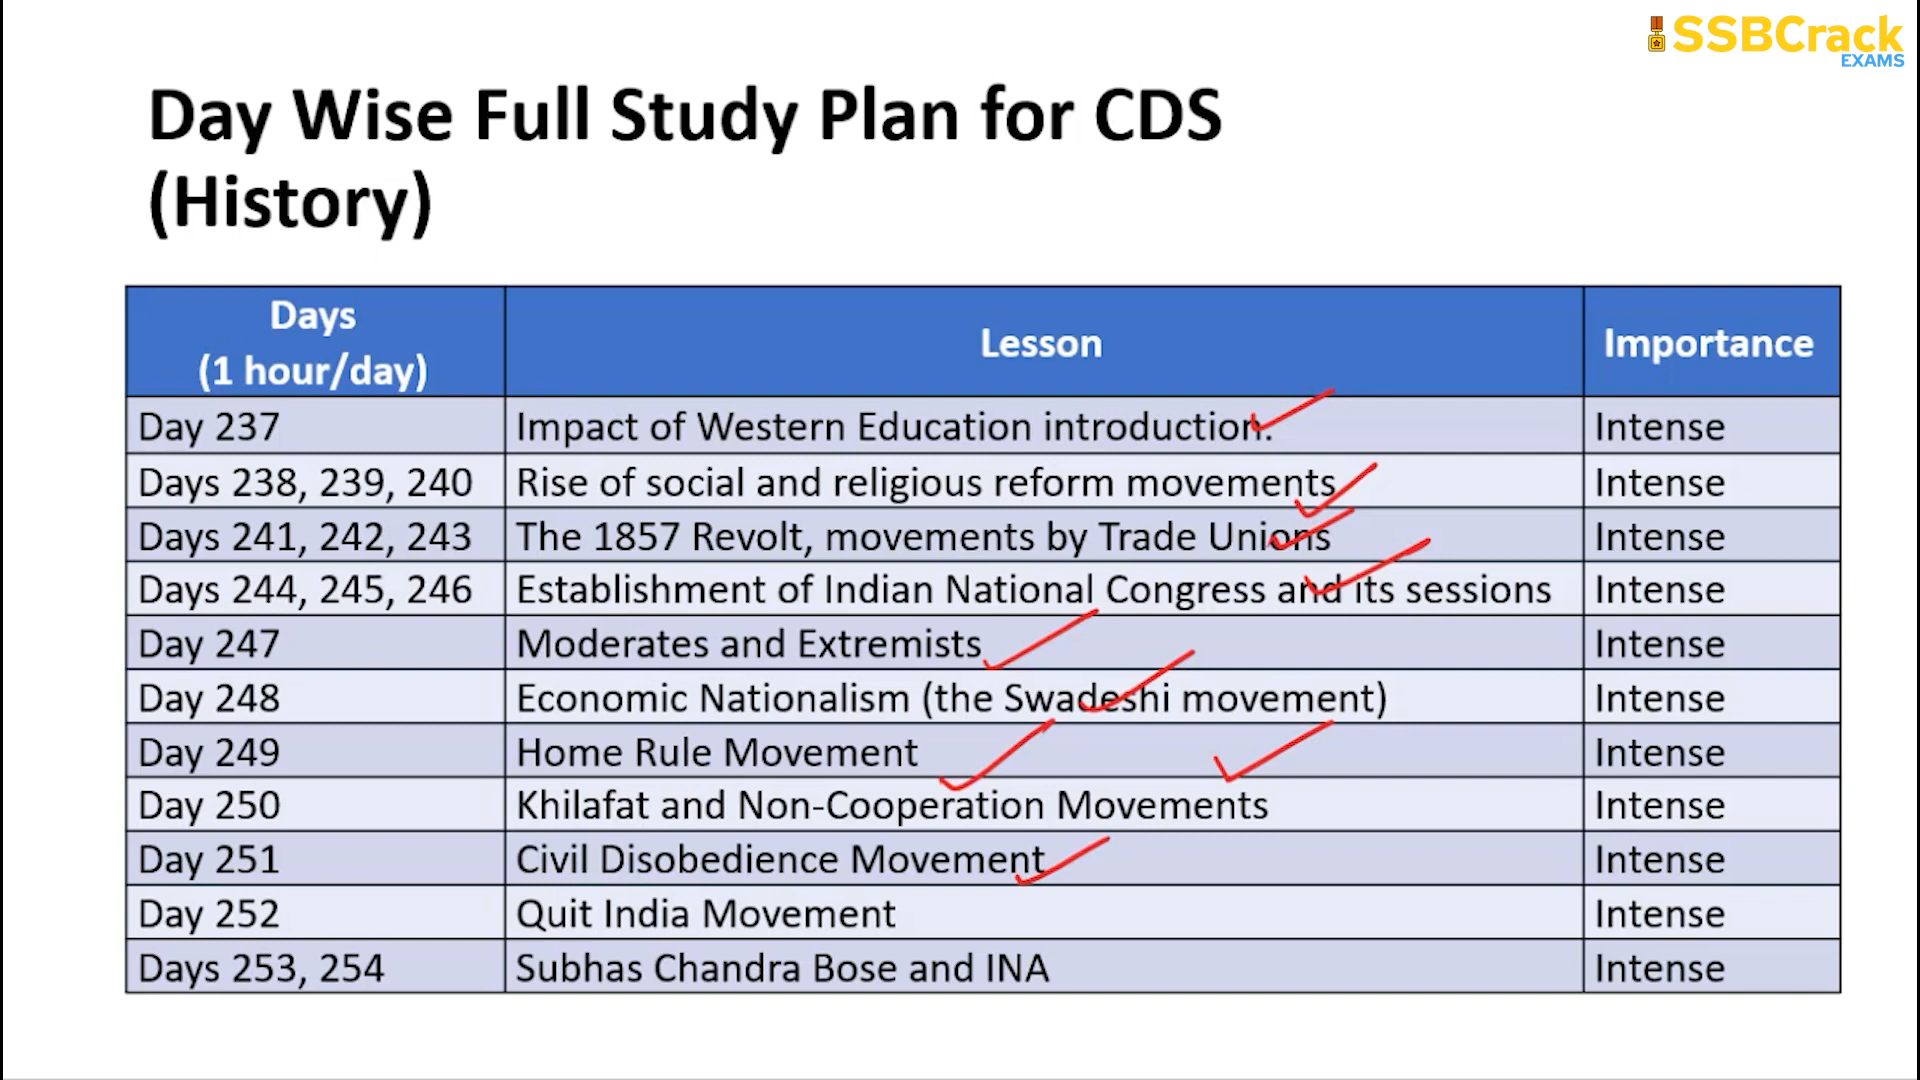 SSBCrack
EXAMS
Day Wise Full Study Plan for CDS
(History)
Days
(1 hour/day)
Lesson
Importance
Day 237 Impact of Western Education introduction. Intense
Days 238, 239, 240 Rise of social and religious reform movements Intense
Days 241, 242, 243 The 1857 Revolt, movements by Trade Unions Intense
Days 244, 245, 246 Establishment of Indian National Congress and its sessions Intense
Day 247 Moderates and Extremists Intense
Day 248 Economic Nationalism (the Swadeshi movement) Intense
Day 249 Home Rule Movement Intense
Day 250 Khilafat and Non-Cooperation Movements Intense
Day 251 Civil Disobedience Movement Intense
Day 252 Quit India Movement Intense
Days 253, 254 Subhas Chandra Bose and INA Intense